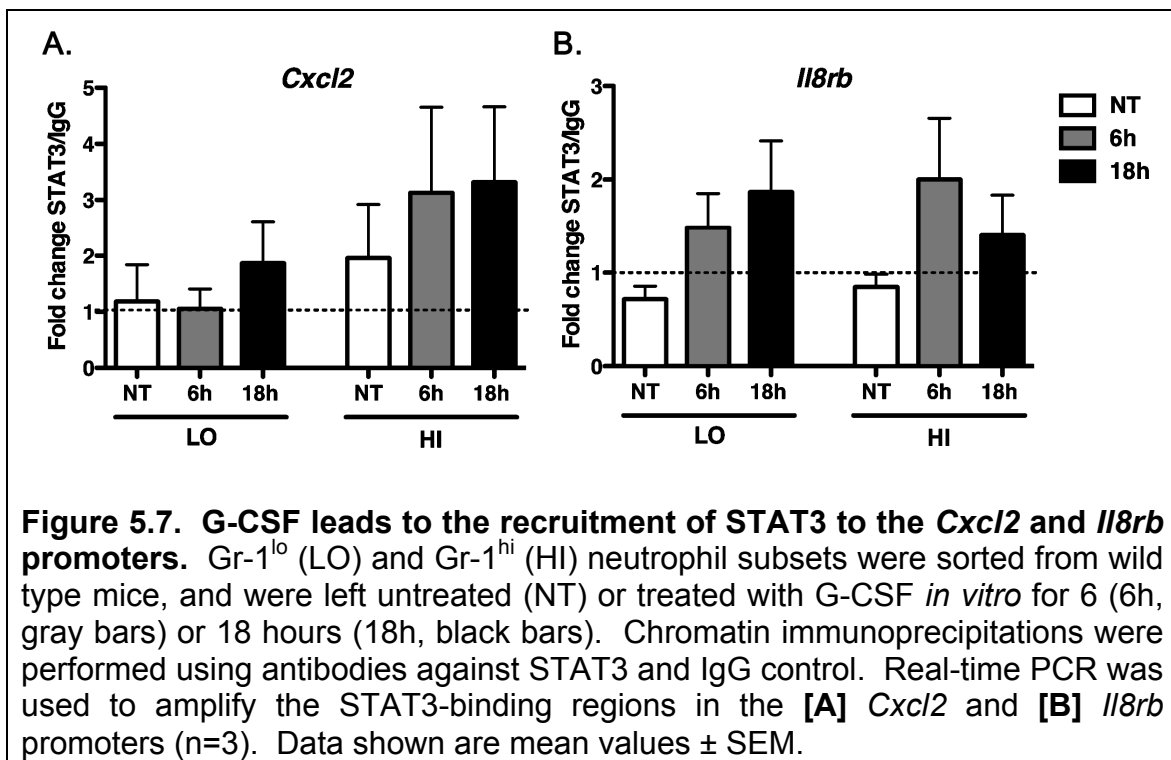 A.
Cxcl2
Fold change STAT3/IgG
5
4
3
2
1
0
NT 6h 18h NT 6h 18h
LO HI
B.
Il8rb
Fold change STAT3/IgG
3
2
1
0
NT 6h 18h NT 6h 18h
LO HI
NT
6h
18h
Figure 5.7. G-CSF leads to the recruitment of STAT3 to the Cxcl2 and Il8rb
promoters. Gr-1lo (LO) and Gr-1hi (HI) neutrophil subsets were sorted from wild
type mice, and were left untreated (NT) or treated with G-CSF in vitro for 6 (6h,
gray bars) or 18 hours (18h, black bars). Chromatin immunoprecipitations were
performed using antibodies against STAT3 and IgG control. Real-time PCR was
used to amplify the STAT3-binding regions in the [A] Cxcl2 and [B] Il8rb
promoters (n=3). Data shown are mean values ± SEM.